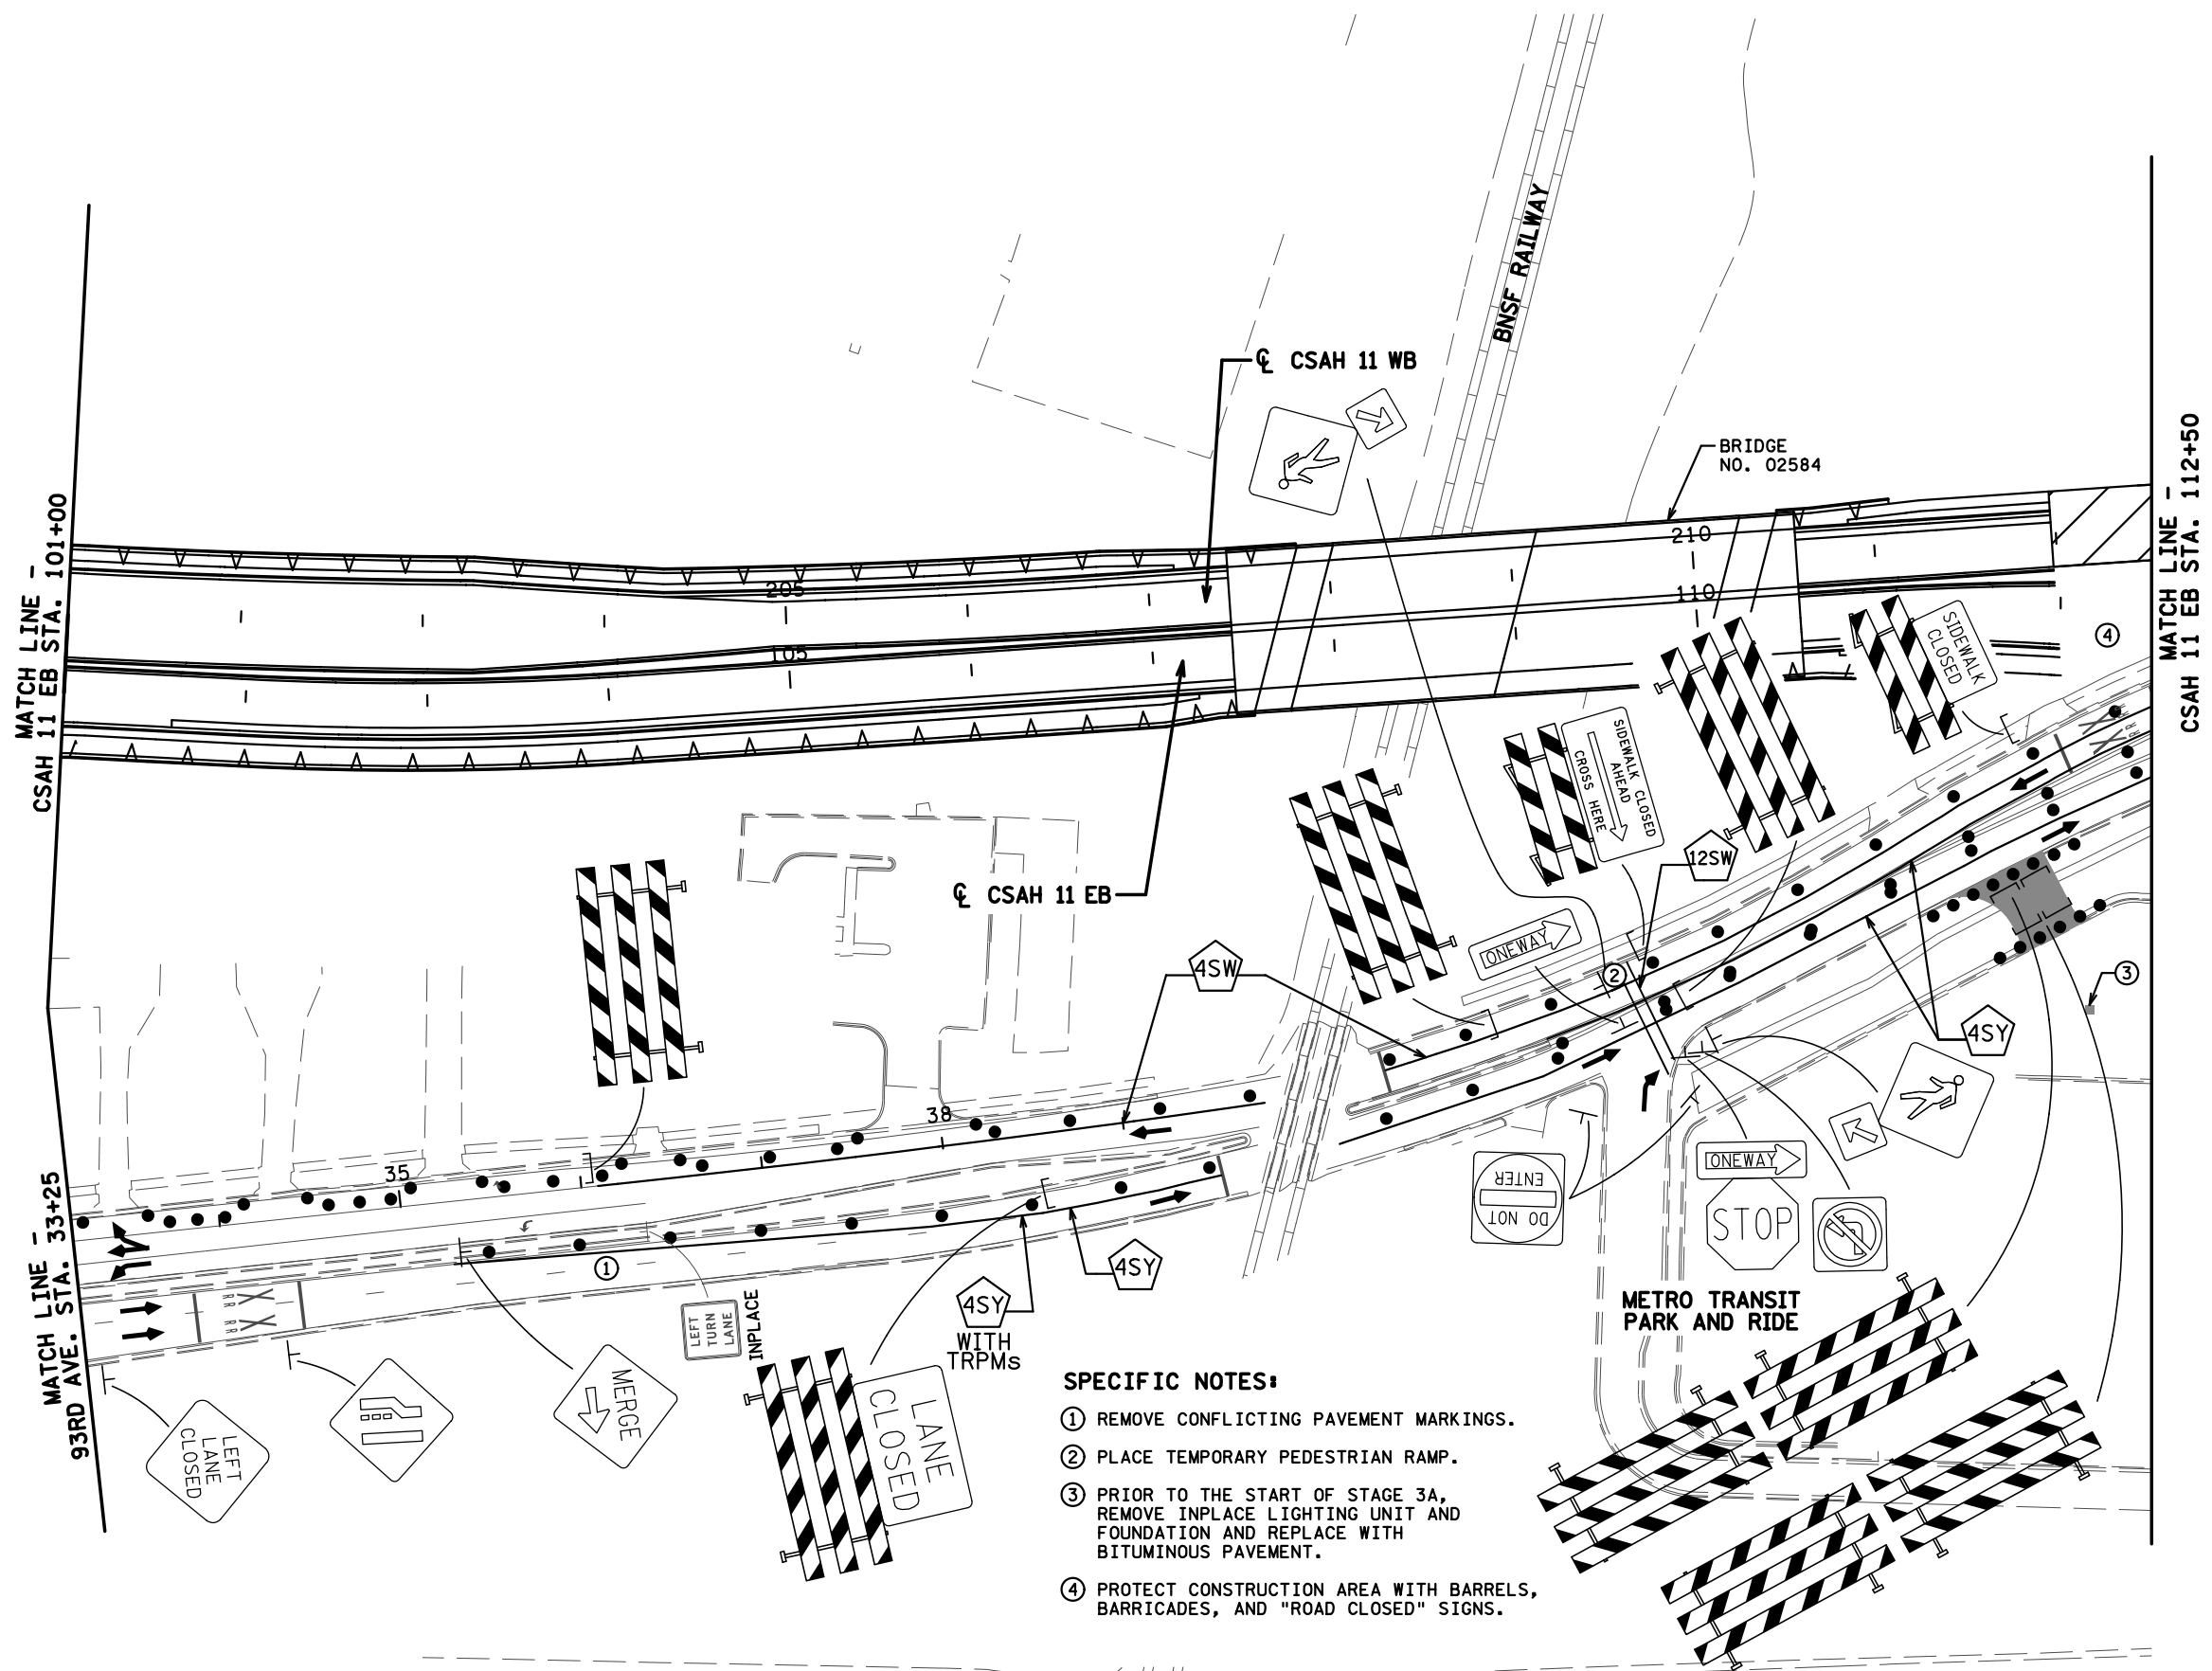 BNSF RAILWAY
℄ CSAH 11 WB
BRIDGE
NO. 02584
MATCH LINE -
CSAH 11 EB STA. 101+00
MATCH LINE -
CSAH 11 EB STA. 112+50
205
210
105
110
SIDEWALK
CLOSED
4
SIDEWALK CLOSED
AHEAD
CROSS HERE
12SW
℄ CSAH 11 EB
ONEWAY
4SW
2
3
4SY
38
35
MATCH LINE -
93RD AVE. STA. 33+25
R R
R R
R R
1
4SY
4SY
WITH
TRPMs
LEFT
TURN
LANE
INPLACE
DO NOT
ENTER
ONEWAY
STOP
METRO TRANSIT
PARK AND RIDE
LEFT
LANE
CLOSED
MERGE
LANE
CLOSED
SPECIFIC NOTES:
1 REMOVE CONFLICTING PAVEMENT MARKINGS.
2 PLACE TEMPORARY PEDESTRIAN RAMP.
3 PRIOR TO THE START OF STAGE 3A,
REMOVE INPLACE LIGHTING UNIT AND
FOUNDATION AND REPLACE WITH
BITUMINOUS PAVEMENT.
4 PROTECT CONSTRUCTION AREA WITH BARRELS,
BARRICADES, AND "ROAD CLOSED" SIGNS.